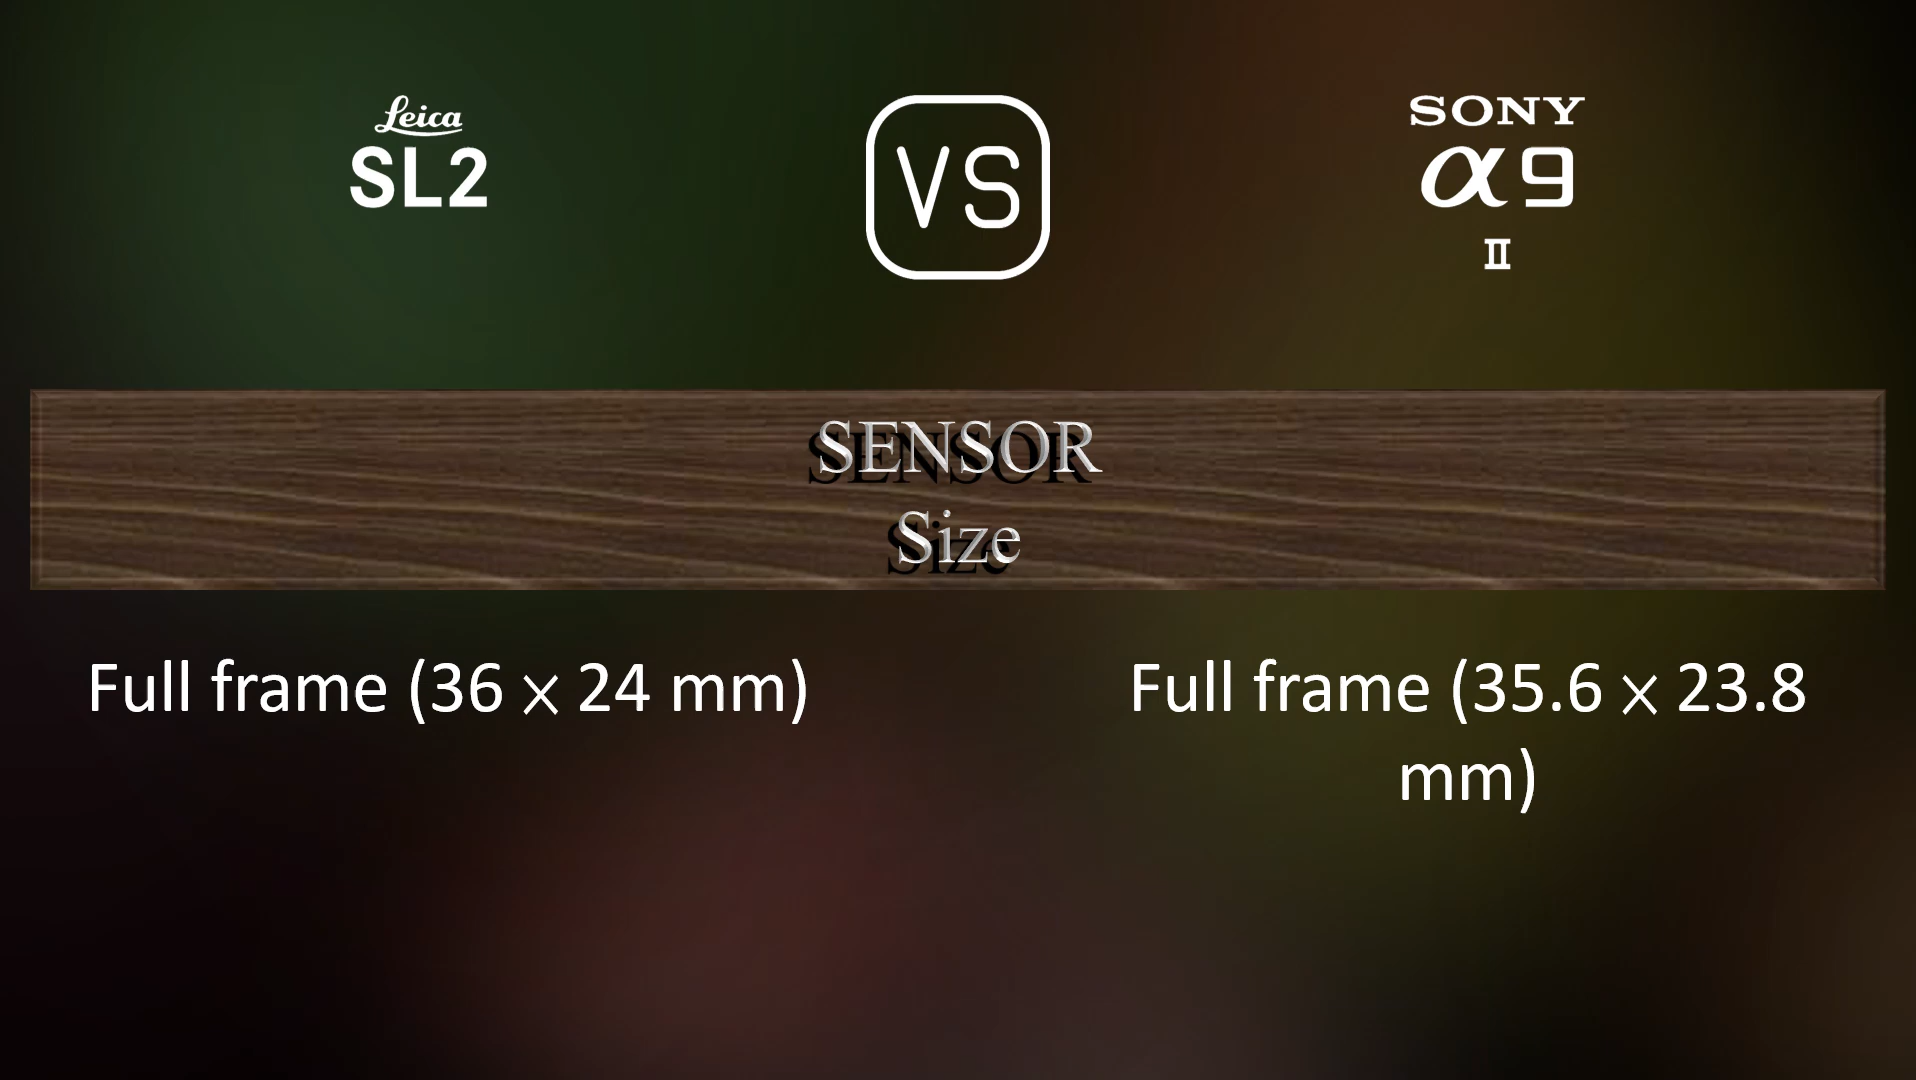 Leica
SL2
VS
SONY
α9
II
SENSOR
Size
Full frame (36 x 24 mm)
Full frame (35.6 x 23.8
mm)